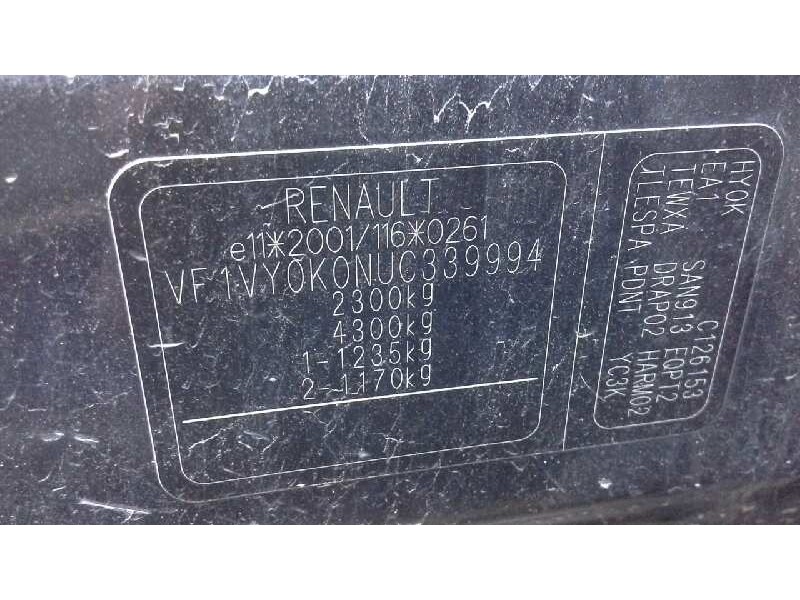 RENAULT
e11*2001/116*0261
VF1VY0K0NUC339994
2300kg
4300kg
1-1235kg
2-1170kg
HY0K C126153
EA1 SAN913 EQPT2
TEWXA DRAP02 HARM02
JLESPA PDNT YC3K